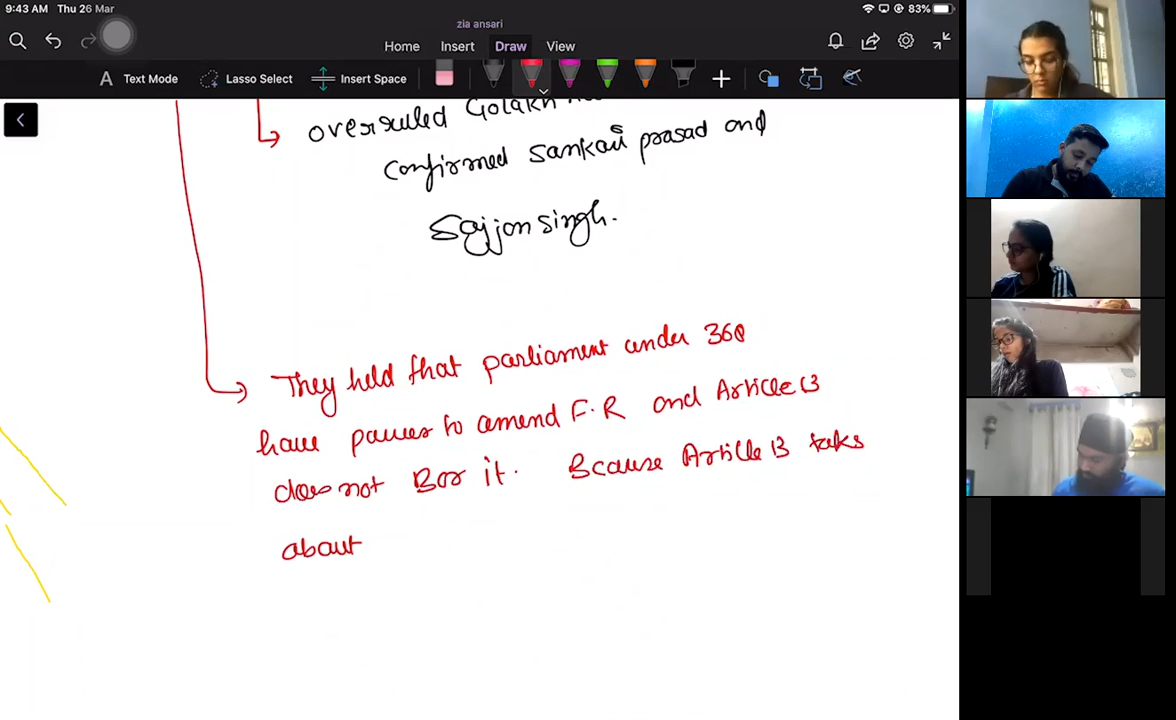 9:43 AM Thu 26 Mar
83%
zia ansari
Home Insert Draw View
A Text Mode Lasso Select Insert Space
overruled Golakh
confirmed Sankari prasad and
Sajjan singh.
They held that parliament under 368
have power to amend F.R and Article 13
does not Bar it. Bcause Article 13 talks
about